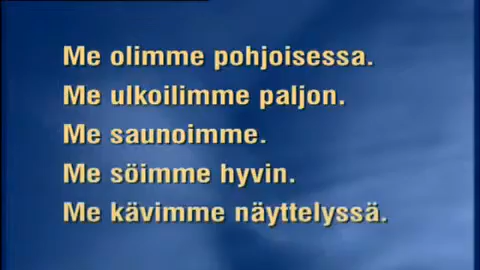 Me olimme pohjoisessa.
Me ulkoilimme paljon.
Me saunoimme.
Me söimme hyvin.
Me kävimme näyttelyssä.